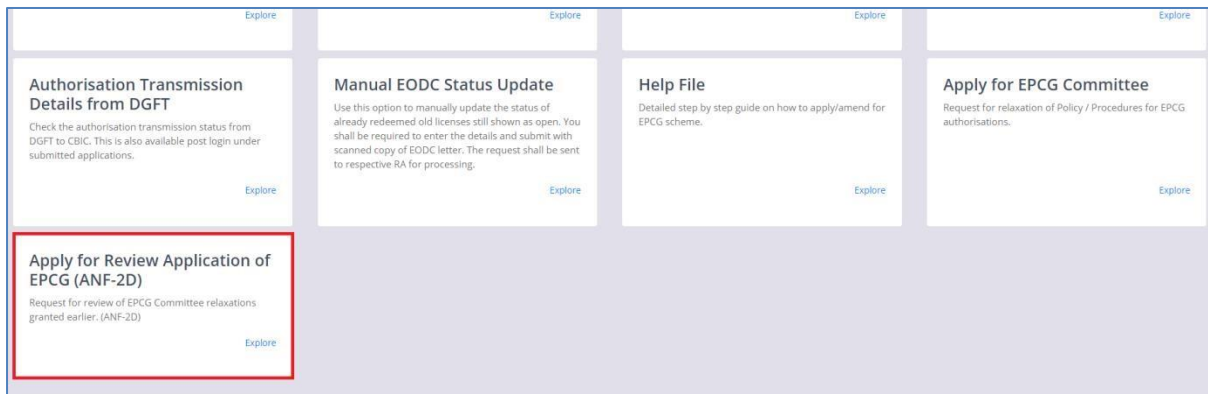 Explore
Explore
Explore
Explore
Authorisation Transmission
Details from DGFT
Check the authorisation transmission status from
DGFT to CBIC. This is also available post login under
submitted applications.
Explore
Manual EODC Status Update
Use this option to manually update the status of
already redeemed old licenses still shown as open. You
shall be required to enter the details and submit with
scanned copy of EODC letter. The request shall be sent
to respective RA for processing.
Explore
Help File
Detailed step by step guide on how to apply/amend for
EPCG scheme.
Explore
Apply for EPCG Committee
Request for relaxation of Policy / Procedures for EPCG
authorisations.
Explore
Apply for Review Application of
EPCG (ANF-2D)
Request for review of EPCG Committee relaxations
granted earlier. (ANF-2D)
Explore